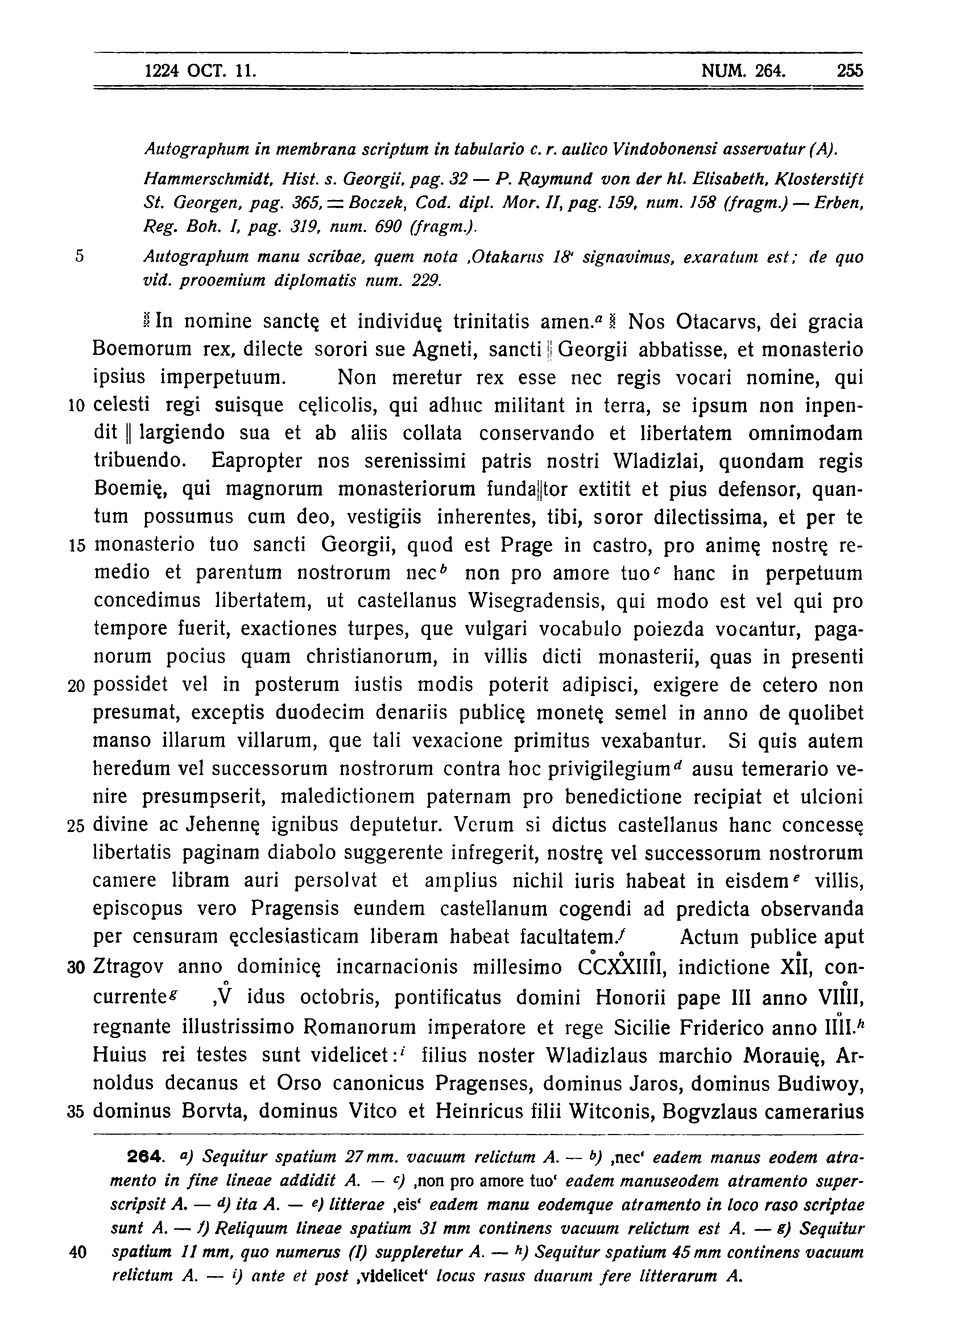 1224 OCT. 11. NUM. 264. 255
Autographum in membrana scriptum in tabulario c. r. aulico Vindobonensi asservatur (A).
Hammerschmidt, Hist. s. Georgii, pag. 32 — P. Raymund von der hl. Elisabeth, Klosterstift
St. Georgen, pag. 365, = Boczek, Cod. dipl. Mor. II, pag. 159, num. 158 (fragm.) — Erben,
Reg. Boh. I, pag. 319, num. 690 (fragm.).
5 Autographum manu scribae, quem nota ‚Otakarus 18‘ signavimus, exaratum est; de quo
vid. prooemium diplomatis num. 229.
In nomine sanctę et individuę trinitatis amen.a Nos Otacarvs, dei gracia
Boemorum rex, dilecte sorori sue Agneti, sancti || Georgii abbatisse, et monasterio
ipsius imperpetuum. Non meretur rex esse nec regis vocari nomine, qui
10 celesti regi suisque cęlicolis, qui adhuc militant in terra, se ipsum non inpen-
dit || largiendo sua et ab aliis collata conservando et libertatem omnimodam
tribuendo. Eapropter nos serenissimi patris nostri Wladizlai, quondam regis
Boemię, qui magnorum monasteriorum funda||tor extitit et pius defensor, quan-
tum possumus cum deo, vestigiis inherentes, tibi, soror dilectissima, et per te
15 monasterio tuo sancti Georgii, quod est Prage in castro, pro animę nostrę re-
medio et parentum nostrorum nec b non pro amore tuo c hanc in perpetuum
concedimus libertatem, ut castellanus Wisegradensis, qui modo est vel qui pro
tempore fuerit, exactiones turpes, que vulgari vocabulo poiezda vocantur, paga-
norum pocius quam christianorum, in villis dicti monasterii, quas in presenti
20 possidet vel in posterum iustis modis poterit adipisci, exigere de cetero non
presumat, exceptis duodecim denariis publicę monetę semel in anno de quolibet
manso illarum villarum, que tali vexacione primitus vexabantur. Si quis autem
heredum vel successorum nostrorum contra hoc privigilegium d ausu temerario ve-
nire presumpserit, maledictionem paternam pro benedictione recipiat et ulcioni
25 divine ac Jehennę ignibus deputetur. Verum si dictus castellanus hanc concessę
libertatis paginam diabolo suggerente infregerit, nostrę vel successorum nostrorum
camere libram auri persolvat et amplius nichil iuris habeat in eisdem e villis,
episcopus vero Pragensis eundem castellanum cogendi ad predicta observanda
per censuram ęcclesiasticam liberam habeat facultatem.f Actum publice aput
30 Ztragov anno dominicę incarnacionis millesimo C̊CXX̊IIII̊, indictione XI̊I, con-
currente g ‚V̊ idus octobris, pontificatus domini Honorii pape III anno VIIII̊,
regnante illustrissimo Romanorum imperatore et rege Sicilie Friderico anno III̊I.h
Huius rei testes sunt videlicet:i filius noster Wladizlaus marchio Morauię, Ar-
noldus decanus et Orso canonicus Pragenses, dominus Jaros, dominus Budiwoy,
35 dominus Borvta, dominus Vitco et Heinricus filii Witconis, Bogvzlaus camerarius
264. a) Sequitur spatium 27 mm. vacuum relictum A. — b) ‚nec‘ eadem manus eodem atra-
mento in fine lineae addidit A. — c) ‚non pro amore tuo‘ eadem manuseodem atramento super-
scripsit A. — d) ita A. — e) litterae ‚eis‘ eadem manu eodemque atramento in loco raso scriptae
sunt A. — f) Reliquum lineae spatium 31 mm continens vacuum relictum est A. — g) Sequitur
40 spatium 11 mm, quo numerus (I) suppleretur A. — h) Sequitur spatium 45 mm continens vacuum
relictum A. — i) ante et post ‚videlicet‘ locus rasus duarum fere litterarum A.